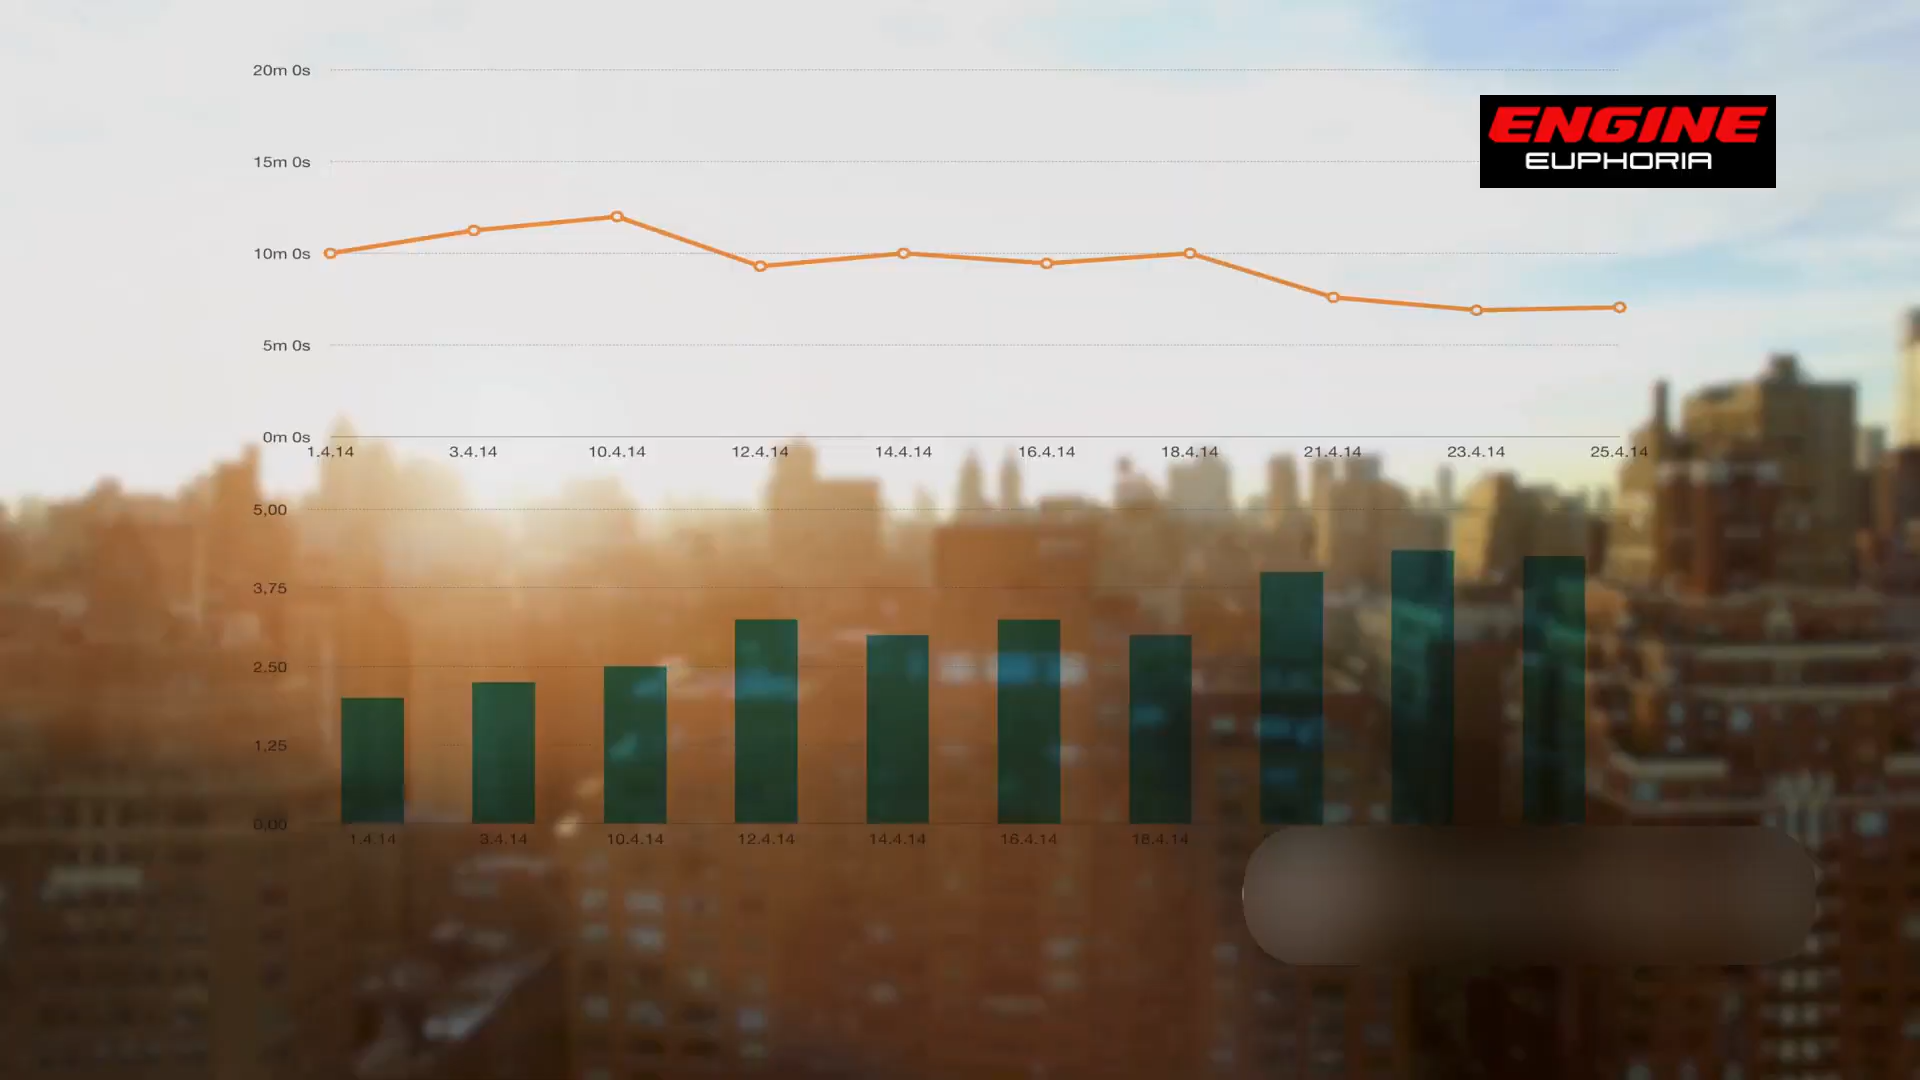 20m 0s
ENGINE
EUPHORIA
15m 0s
10m 0s
5m 0s
0m 0s
1.4.14 3.4.14 10.4.14 12.4.14 14.4.14 16.4.14 18.4.14 21.4.14 23.4.14 25.4.14
5,00
3,75
2,50
1,25
0,00
1.4.14 3.4.14 10.4.14 12.4.14 14.4.14 16.4.14 18.4.14